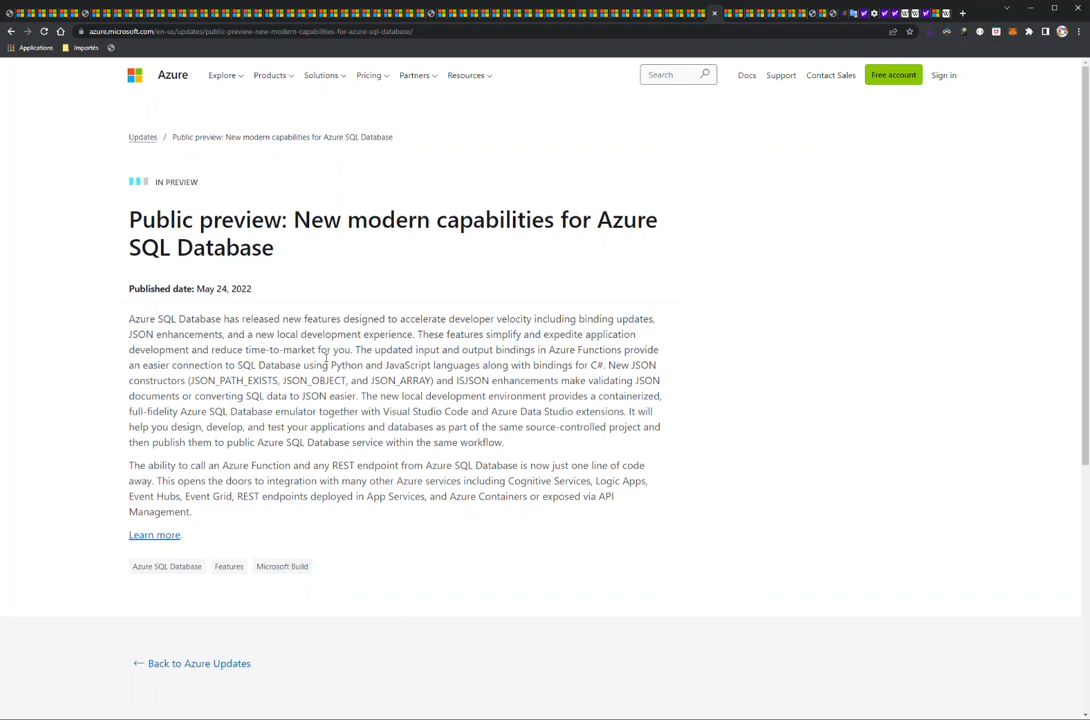 azure.microsoft.com/en-us/updates/public-preview-new-modern-capabilities-for-azure-sql-database/
Applications Importés
Azure Explore Products Solutions Pricing Partners Resources Search Docs Support Contact Sales Free account Sign in
Updates / Public preview: New modern capabilities for Azure SQL Database
IN PREVIEW
Public preview: New modern capabilities for Azure
SQL Database
Published date: May 24, 2022
Azure SQL Database has released new features designed to accelerate developer velocity including binding updates,
JSON enhancements, and a new local development experience. These features simplify and expedite application
development and reduce time-to-market for you. The updated input and output bindings in Azure Functions provide
an easier connection to SQL Database using Python and JavaScript languages along with bindings for C#. New JSON
constructors (JSON_PATH_EXISTS, JSON_OBJECT, and JSON_ARRAY) and ISJSON enhancements make validating JSON
documents or converting SQL data to JSON easier. The new local development environment provides a containerized,
full-fidelity Azure SQL Database emulator together with Visual Studio Code and Azure Data Studio extensions. It will
help you design, develop, and test your applications and databases as part of the same source-controlled project and
then publish them to public Azure SQL Database service within the same workflow.
The ability to call an Azure Function and any REST endpoint from Azure SQL Database is now just one line of code
away. This opens the doors to integration with many other Azure services including Cognitive Services, Logic Apps,
Event Hubs, Event Grid, REST endpoints deployed in App Services, and Azure Containers or exposed via API
Management.
Learn more.
Azure SQL Database Features Microsoft Build
← Back to Azure Updates